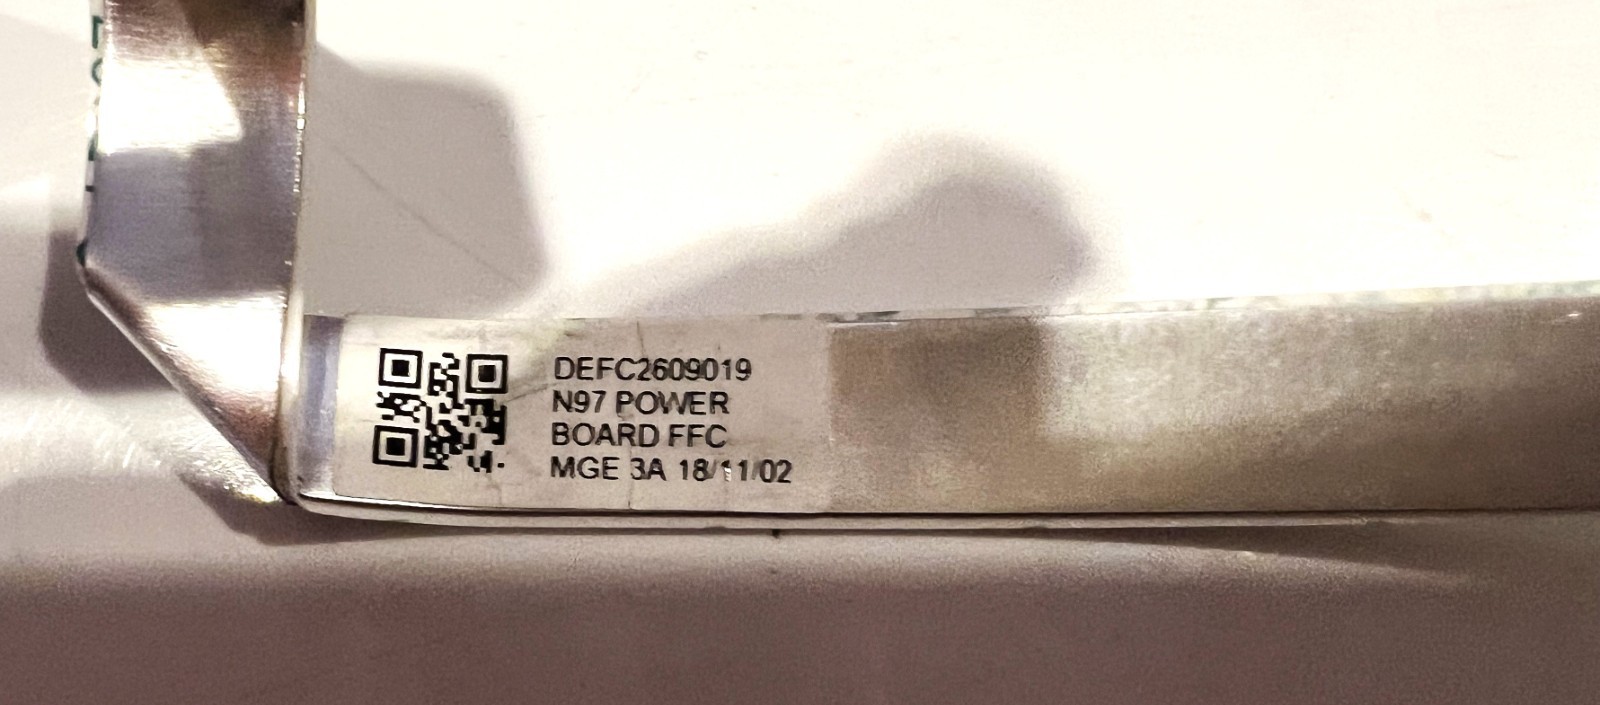 DEFC2609019
N97 POWER
BOARD FFC
MGE 3A 18/11/02